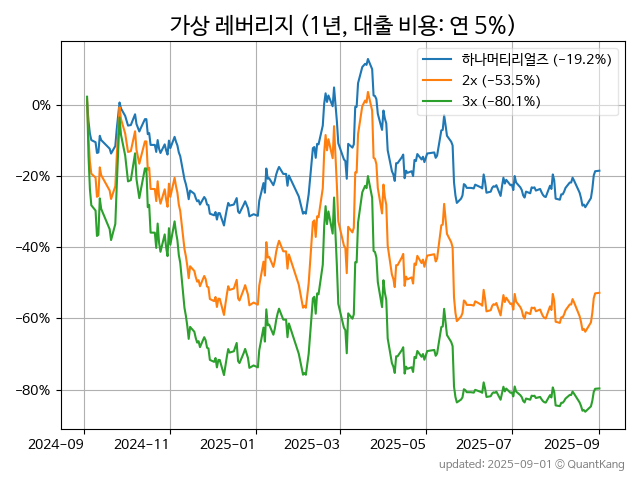 가상 레버리지 (1년, 대출 비용: 연 5%)
하나머티리얼즈 (−19.2%)
2x (−53.5%)
3x (−80.1%)
0%
−20%
−40%
−60%
−80%
2024-09 2024-11 2025-01 2025-03 2025-05 2025-07 2025-09
updated: 2025-09-01 © QuantKang